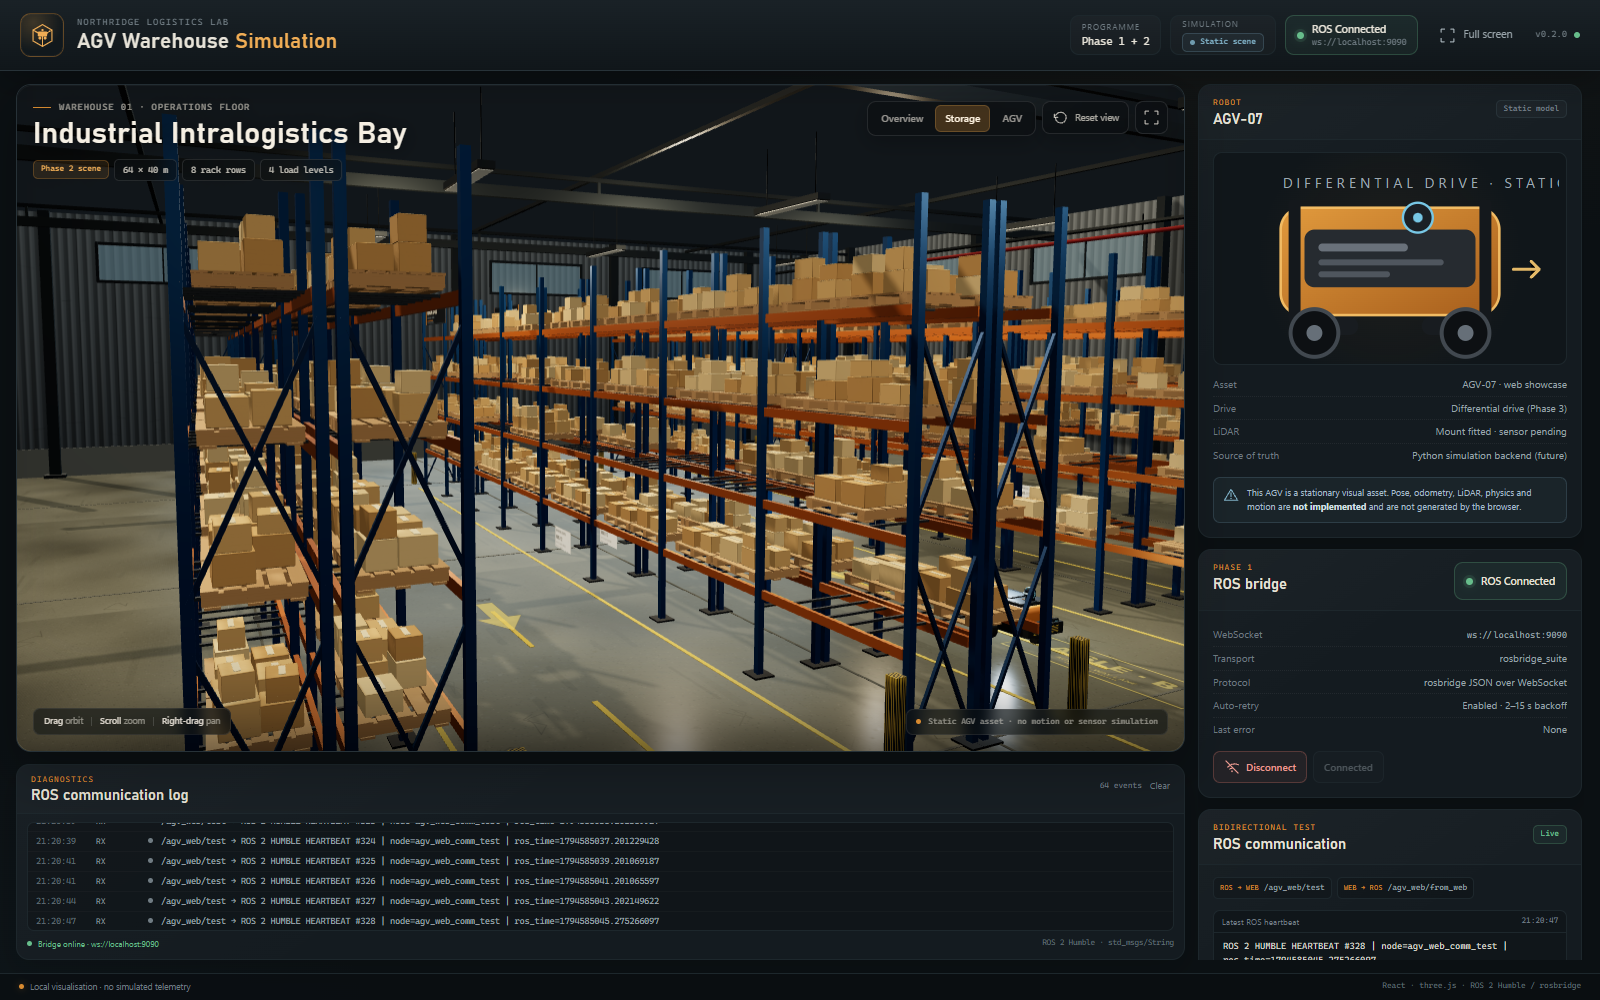 NORTHRIDGE LOGISTICS LAB
AGV Warehouse Simulation
PROGRAMME
Phase 1 + 2
SIMULATION
Static scene
ROS Connected
ws://localhost:9090
Full screen
v0.2.0
WAREHOUSE 01 · OPERATIONS FLOOR
Industrial Intralogistics Bay
Phase 2 scene
64 × 40 m
8 rack rows
4 load levels
Overview
Storage
AGV
Reset view
Drag orbit
Scroll zoom
Right-drag pan
Static AGV asset · no motion or sensor simulation
DIAGNOSTICS
ROS communication log
64 events
Clear
21:20:39 RX /agv_web/test → ROS 2 HUMBLE HEARTBEAT #324 | node=agv_web_comm_test | ros_time=1794585037.201229428
21:20:41 RX /agv_web/test → ROS 2 HUMBLE HEARTBEAT #325 | node=agv_web_comm_test | ros_time=1794585039.201069187
21:20:41 RX /agv_web/test → ROS 2 HUMBLE HEARTBEAT #326 | node=agv_web_comm_test | ros_time=1794585041.201065597
21:20:44 RX /agv_web/test → ROS 2 HUMBLE HEARTBEAT #327 | node=agv_web_comm_test | ros_time=1794585043.202149622
21:20:47 RX /agv_web/test → ROS 2 HUMBLE HEARTBEAT #328 | node=agv_web_comm_test | ros_time=1794585045.275266097
Bridge online · ws://localhost:9090
ROS 2 Humble · std_msgs/String
ROBOT
AGV-07
Static model
DIFFERENTIAL DRIVE · STATIC
Asset AGV-07 · web showcase
Drive Differential drive (Phase 3)
LiDAR Mount fitted · sensor pending
Source of truth Python simulation backend (future)
This AGV is a stationary visual asset. Pose, odometry, LiDAR, physics and
motion are not implemented and are not generated by the browser.
PHASE 1
ROS bridge
ROS Connected
WebSocket ws://localhost:9090
Transport rosbridge_suite
Protocol rosbridge JSON over WebSocket
Auto-retry Enabled · 2–15 s backoff
Last error None
Disconnect
Connected
BIDIRECTIONAL TEST
ROS communication
Live
ROS → WEB /agv_web/test
WEB → ROS /agv_web/from_web
Latest ROS heartbeat 21:20:47
ROS 2 HUMBLE HEARTBEAT #328 | node=agv_web_comm_test |
ros_time=1794585045.275266097
Local visualisation · no simulated telemetry
React · three.js · ROS 2 Humble / rosbridge